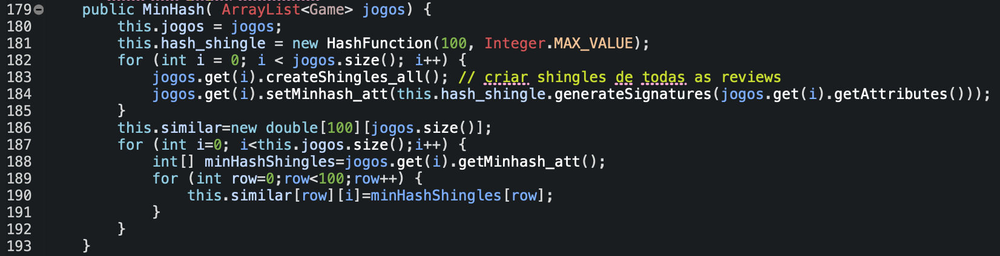 179 public MinHash( ArrayList<Game> jogos) {
180 this.jogos = jogos;
181 this.hash_shingle = new HashFunction(100, Integer.MAX_VALUE);
182 for (int i = 0; i < jogos.size(); i++) {
183 jogos.get(i).createShingles_all(); // criar shingles de todas as reviews
184 jogos.get(i).setMinhash_att(this.hash_shingle.generateSignatures(jogos.get(i).getAttributes()));
185 }
186 this.similar=new double[100][jogos.size()];
187 for (int i=0; i<this.jogos.size();i++) {
188 int[] minHashShingles=jogos.get(i).getMinhash_att();
189 for (int row=0;row<100;row++) {
190 this.similar[row][i]=minHashShingles[row];
191 }
192 }
193 }